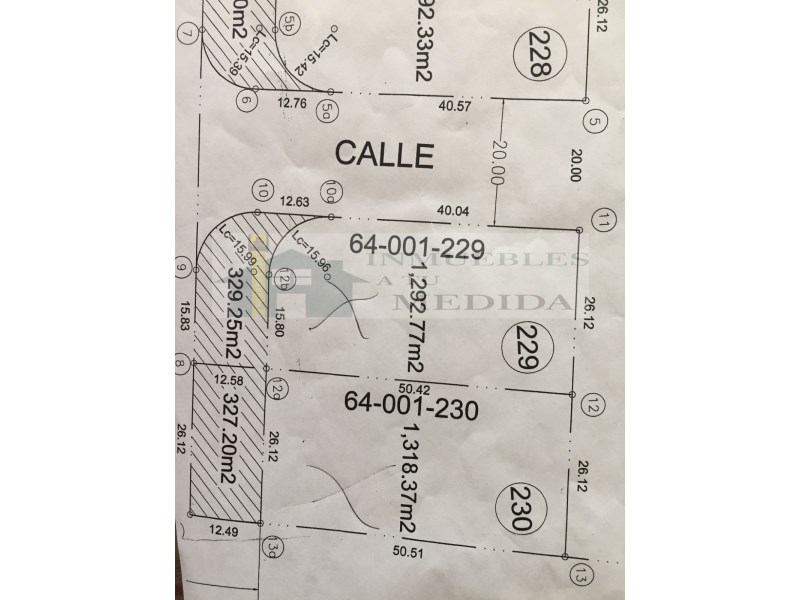 0m2
5b
Lc=15.39
Lc=15.42
92.33m2
228
26.12
7
6
12.76
5a
40.57
5
CALLE
20.00
20.00
10
12.63
10a
40.04
11
64-001-229
Lc=15.99
Lc=15.96
INMUEBLES
A TU
MEDIDA
9
12b
329.25m2
1,292.77m2
15.83
15.80
26.12
229
8
12.58
12a
50.42
12
64-001-230
327.20m2
1,318.37m2
26.12
26.12
26.12
230
12.49
13a
50.51
13